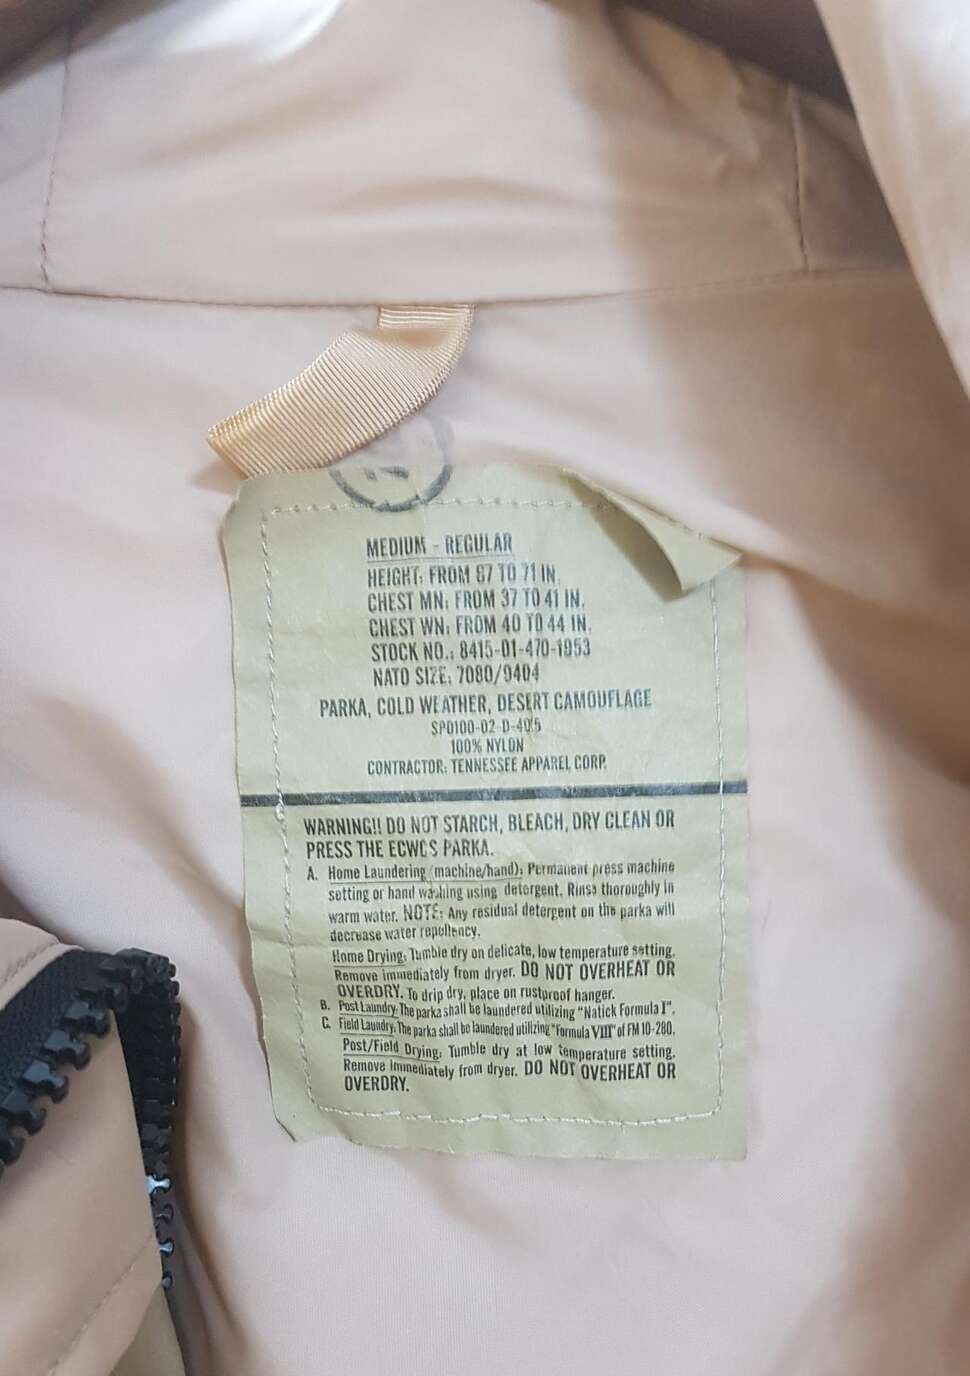 MEDIUM - REGULAR
HEIGHT: FROM 67 TO 71 IN.
CHEST MN: FROM 37 TO 41 IN.
CHEST WN: FROM 40 TO 44 IN.
STOCK NO.: 8415-01-470-1953
NATO SIZE: 7080/9404
PARKA, COLD WEATHER, DESERT CAMOUFLAGE
SP0100-02-D-4015
100% NYLON
CONTRACTOR: TENNESSEE APPAREL CORP.
WARNING!! DO NOT STARCH, BLEACH, DRY CLEAN OR
PRESS THE ECWCS PARKA.
A. Home Laundering (machine/hand): Permanent press machine
setting or hand washing using detergent. Rinse thoroughly in
warm water. NOTE: Any residual detergent on the parka will
decrease water repellency.
Home Drying: Tumble dry on delicate, low temperature setting.
Remove immediately from dryer. DO NOT OVERHEAT OR
OVERDRY. To drip dry, place on rustproof hanger.
B. Post Laundry: The parka shall be laundered utilizing "Natick Formula I".
C. Field Laundry: The parka shall be laundered utilizing "Formula VIII" of FM 10-280.
Post/Field Drying: Tumble dry at low temperature setting.
Remove immediately from dryer. DO NOT OVERHEAT OR
OVERDRY.